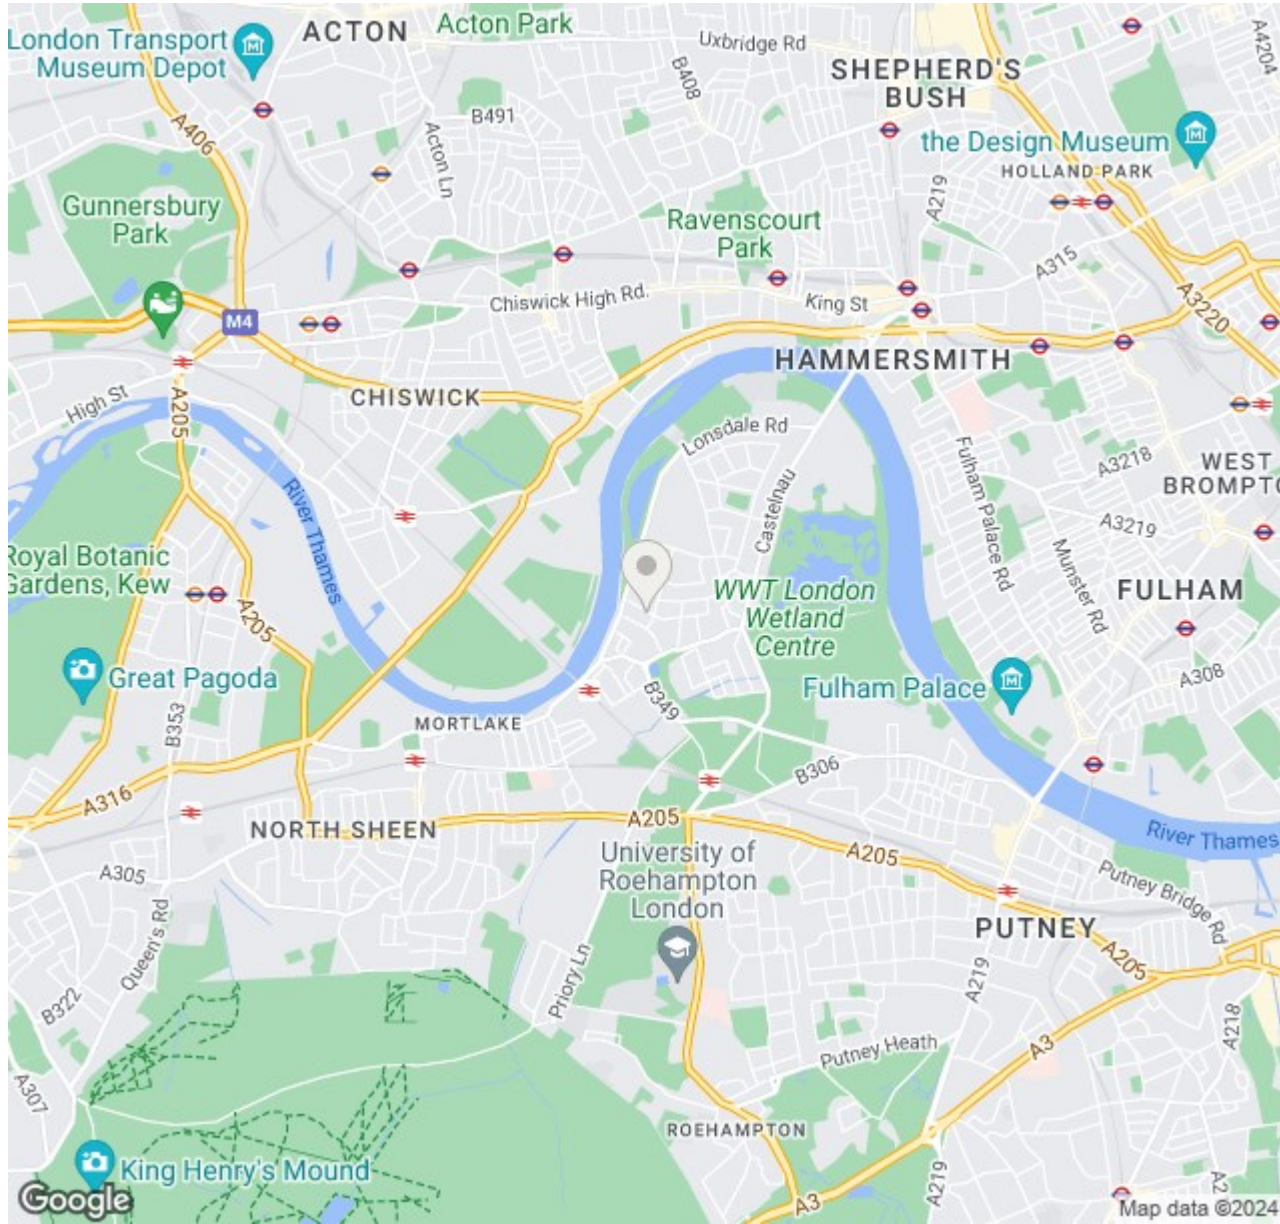 ACTON
Acton Park
London Transport
Museum Depot
Uxbridge Rd
A4204
SHEPHERD'S
BUSH
B408
B491
A406
Acton Ln
the Design Museum
HOLLAND PARK
A219
Gunnersbury
Park
Ravenscourt
Park
A315
Chiswick High Rd.
King St
A3220
M4
HAMMERSMITH
CHISWICK
High St
A205
Lonsdale Rd
Fulham Palace Rd
A3218
WEST
BROMPTO
Castelnau
River Thames
A3219
Munster Rd
Royal Botanic
Gardens, Kew
WWT London
Wetland
Centre
FULHAM
A205
Great Pagoda
A308
Fulham Palace
B349
B353
MORTLAKE
B306
A316
A205
NORTH SHEEN
River Thames
A205
University of
Roehampton
London
A305
Putney Bridge Rd
Queen's Rd
PUTNEY
A205
Priory Ln
A219
B322
A218
Putney Heath
A3
A307
ROEHAMPTON
King Henry's Mound
A219
A2
A3
Google
Map data ©2024